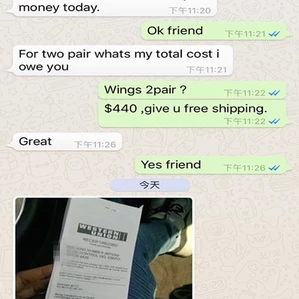 money today.
下午11:20
Ok friend
下午11:21
For two pair whats my total cost i
owe you
下午11:21
Wings 2pair ?
下午11:22
$440 ,give u free shipping.
下午11:22
Great
下午11:26
Yes friend
下午11:26
今天
WESTERN
UNION